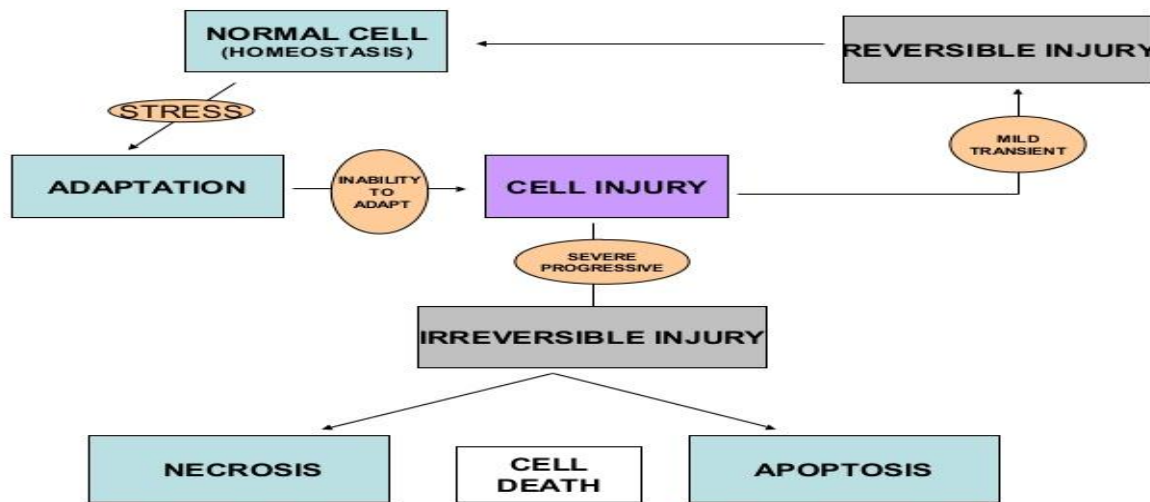 NORMAL CELL
(HOMEOSTASIS)
REVERSIBLE INJURY
STRESS
MILD
TRANSIENT
ADAPTATION
INABILITY
TO
ADAPT
CELL INJURY
SEVERE
PROGRESSIVE
IRREVERSIBLE INJURY
NECROSIS
CELL
DEATH
APOPTOSIS